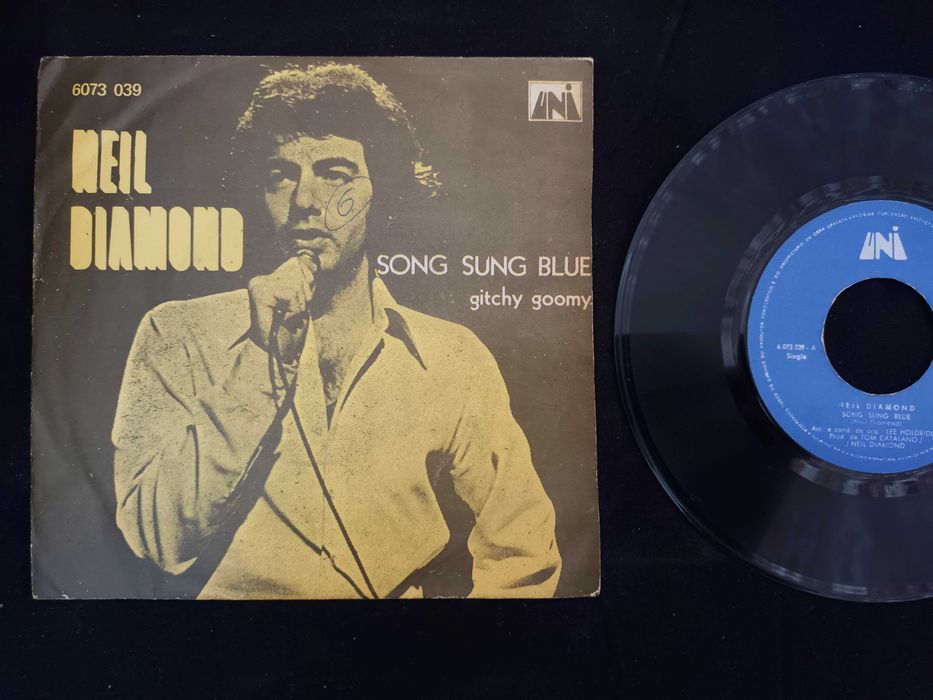 6073 039
UNI
NEIL
DIAMOND
6
SONG SUNG BLUE
gitchy goomy
UNI
6 073 039 - A
Single
NEIL DIAMOND
SONG SUNG BLUE
(Neil Diamond)
Arr. e cond. de orq. LEE HOLDRIDGE
Prod. de TOM CATALANO /
/ NEIL DIAMOND